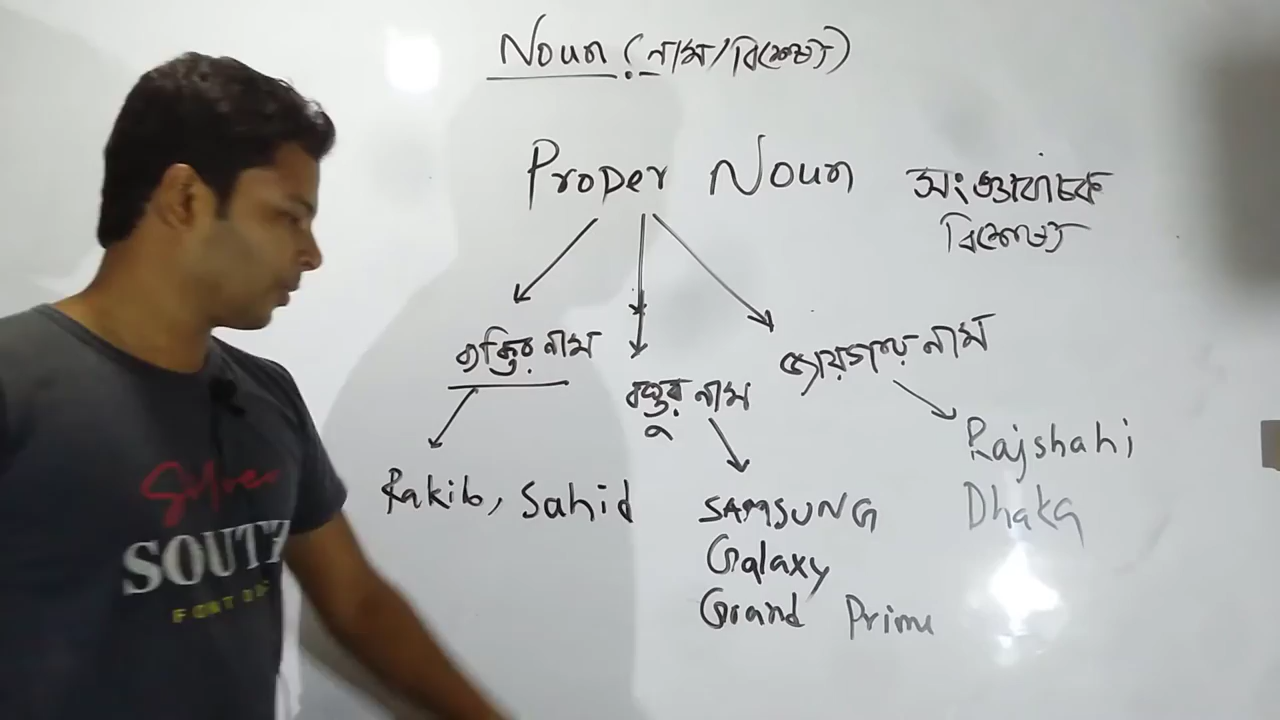 Noun (নাম/বিশেষ্য)
Proper Noun
সংজ্ঞাবাচক
বিশেষ্য
ব্যক্তির নাম
বস্তুর নাম
জায়গার নাম
Rakib, Sahid
SAMSUNG
Galaxy
Grand Prime
Rajshahi
Dhaka
SOUTH